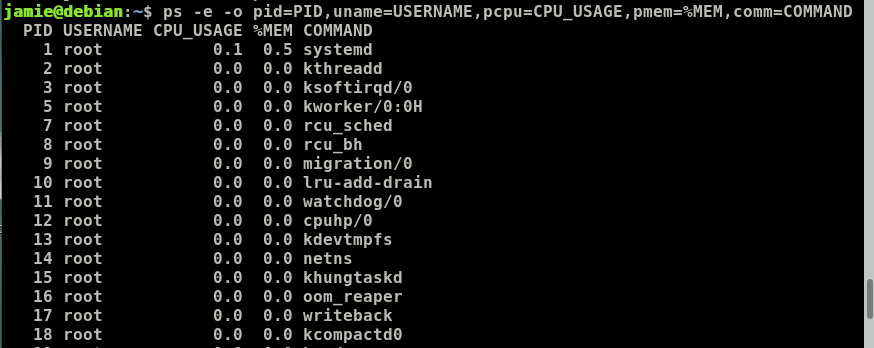 jamie@debian:~$ ps -e -o pid=PID,uname=USERNAME,pcpu=CPU_USAGE,pmem=%MEM,comm=COMMAND
PID USERNAME CPU_USAGE %MEM COMMAND
1 root 0.1 0.5 systemd
2 root 0.0 0.0 kthreadd
3 root 0.0 0.0 ksoftirqd/0
5 root 0.0 0.0 kworker/0:0H
7 root 0.0 0.0 rcu_sched
8 root 0.0 0.0 rcu_bh
9 root 0.0 0.0 migration/0
10 root 0.0 0.0 lru-add-drain
11 root 0.0 0.0 watchdog/0
12 root 0.0 0.0 cpuhp/0
13 root 0.0 0.0 kdevtmpfs
14 root 0.0 0.0 netns
15 root 0.0 0.0 khungtaskd
16 root 0.0 0.0 oom_reaper
17 root 0.0 0.0 writeback
18 root 0.0 0.0 kcompactd0